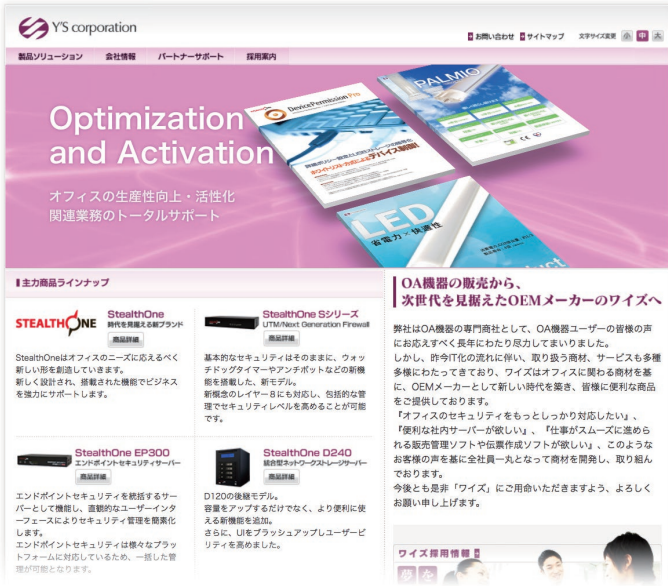 Y'S corporation
お問い合わせ サイトマップ 文字サイズ変更 小 中 大
製品ソリューション 会社情報 パートナーサポート 採用案内
Optimization
and Activation
オフィスの生産性向上・活性化
関連業務のトータルサポート
DevicePermission Pro
ホワイトリスト方式によるデバイス制御!
PALMIO
LED
省電力×快適性
主力商品ラインナップ
STEALTHONE
StealthOne
時代を見据える新ブランド
商品詳細
StealthOneはオフィスのニーズに応えるべく
新しい形を創造していきます。
新しく設計され、搭載された機能でビジネス
を強力にサポートします。
StealthOne Sシリーズ
UTM/Next Generation Firewall
商品詳細
基本的なセキュリティはそのままに、ウォッ
チドッグタイマーやアンチボットなどの新機
能を搭載した、新モデル。
新概念のレイヤー8にも対応し、包括的な管
理でセキュリティレベルを高めることが可能
です。
StealthOne EP300
エンドポイントセキュリティサーバー
商品詳細
エンドポイントセキュリティを統括するサー
バーとして機能し、直観的なユーザーインタ
ーフェースによりセキュリティ管理を簡素化
します。
エンドポイントセキュリティは様々なプラッ
トフォームに対応しているため、一括した管
理が可能となります。
StealthOne D240
統合型ネットワークストレージサーバー
商品詳細
D120の後継モデル。
容量をアップするだけでなく、より便利に使
える新機能を追加。
さらに、UIをブラッシュアップしユーザービ
リティを高めました。
OA機器の販売から、
次世代を見据えたOEMメーカーのワイズへ
弊社はOA機器の専門商社として、OA機器ユーザーの皆様の声
にお応えすべく長年にわたり尽力してまいりました。
しかし、昨今IT化の流れに伴い、取り扱う商材、サービスも多種
多様にわたってきており、ワイズはオフィスに関わる商材を基
に、OEMメーカーとして新しい時代を築き、皆様に便利な商品
をご提供しております。
『オフィスのセキュリティをもっとしっかり対応したい』、
『便利な社内サーバーが欲しい』、『仕事がスムーズに進めら
れる販売管理ソフトや伝票作成ソフトが欲しい』、このような
お客様の声を基に全社員一丸となって商材を開発し、取り組ん
でおります。
今後とも是非「ワイズ」にご用命いただきますよう、よろしく
お願い申し上げます。
ワイズ採用情報
夢を